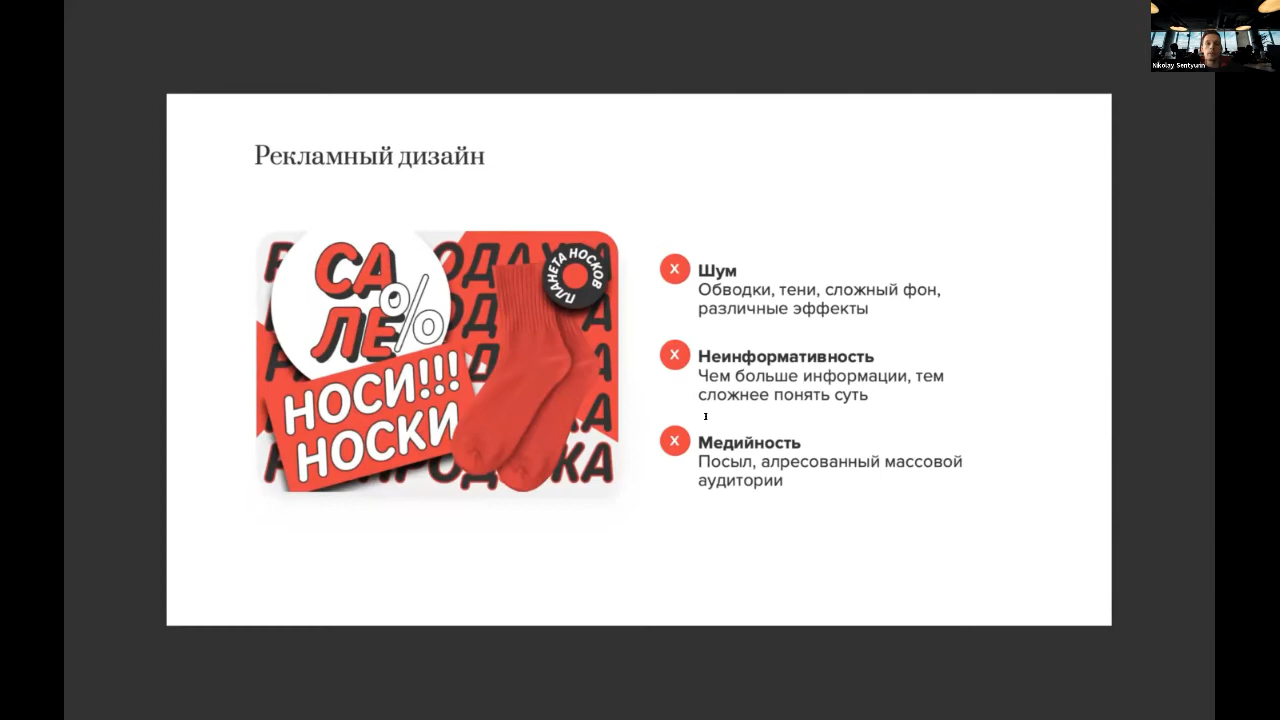 Nikolay Sentyurin
Рекламный дизайн
СА
ЛЕ%
НОСИ!!!
НОСКИ
ПЛАНЕТА НОСКОВ
X
Шум
Обводки, тени, сложный фон,
различные эффекты
X
Неинформативность
Чем больше информации, тем
сложнее понять суть
X
Медийность
Посыл, алресованный массовой
аудитории